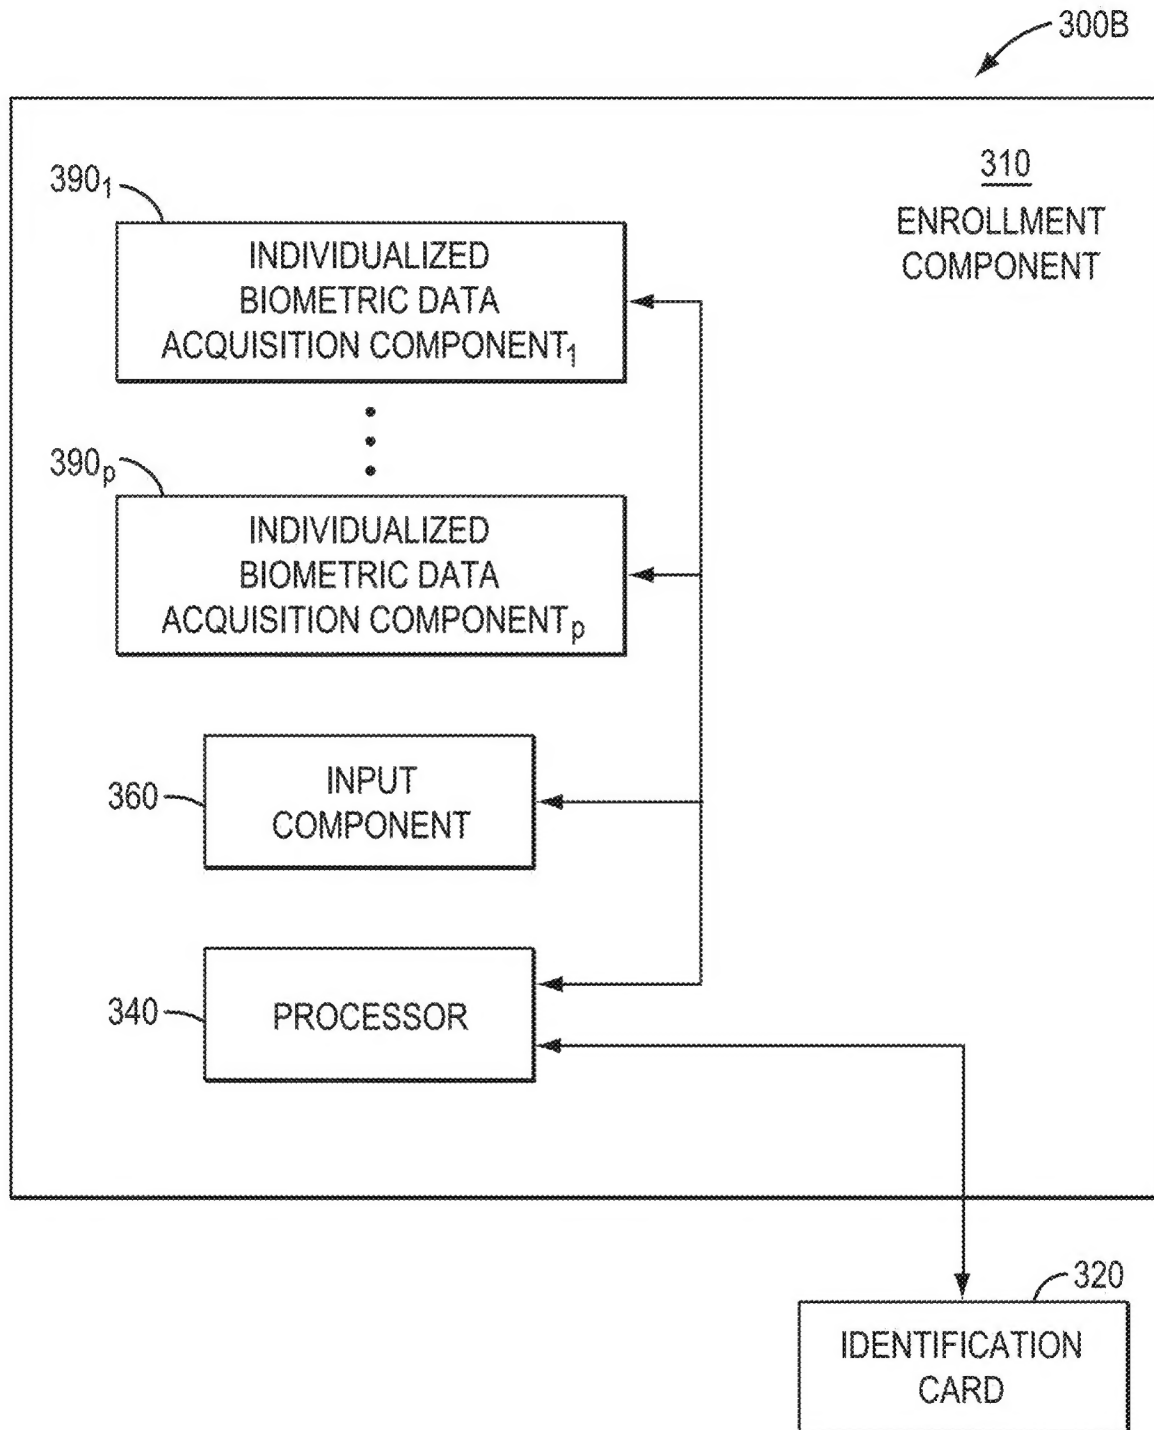 300B
310
ENROLLMENT
COMPONENT
390₁
INDIVIDUALIZED
BIOMETRIC DATA
ACQUISITION COMPONENT₁
390ₚ
INDIVIDUALIZED
BIOMETRIC DATA
ACQUISITION COMPONENTₚ
360
INPUT
COMPONENT
340
PROCESSOR
320
IDENTIFICATION
CARD